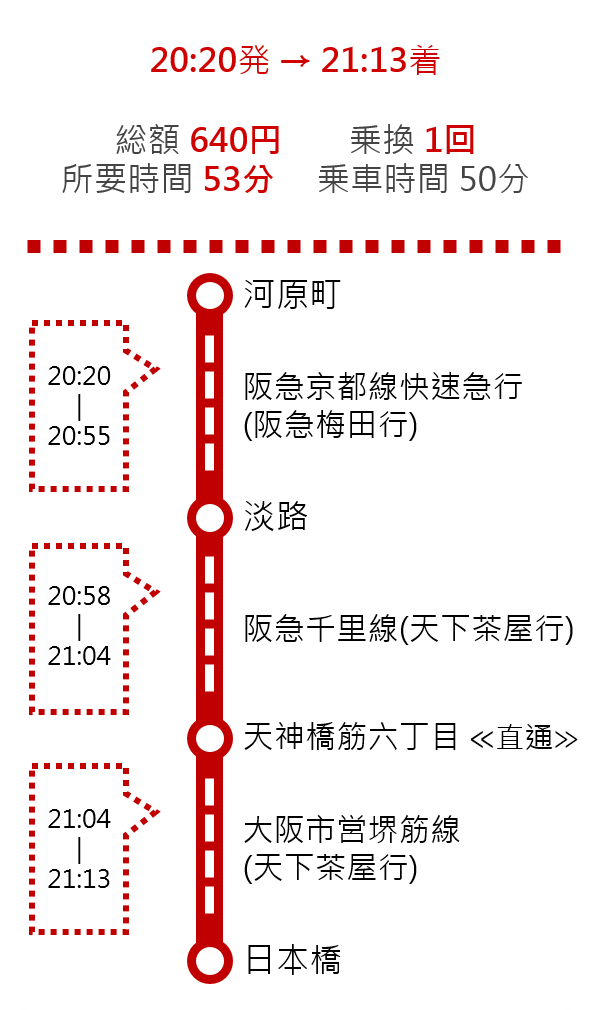 20:20発 → 21:13着
総額 640円 乗換 1回
所要時間 53分 乗車時間 50分
河原町
20:20
|
20:55
阪急京都線快速急行
(阪急梅田行)
淡路
20:58
|
21:04
阪急千里線(天下茶屋行)
天神橋筋六丁目 ≪直通≫
21:04
|
21:13
大阪市営堺筋線
(天下茶屋行)
日本橋